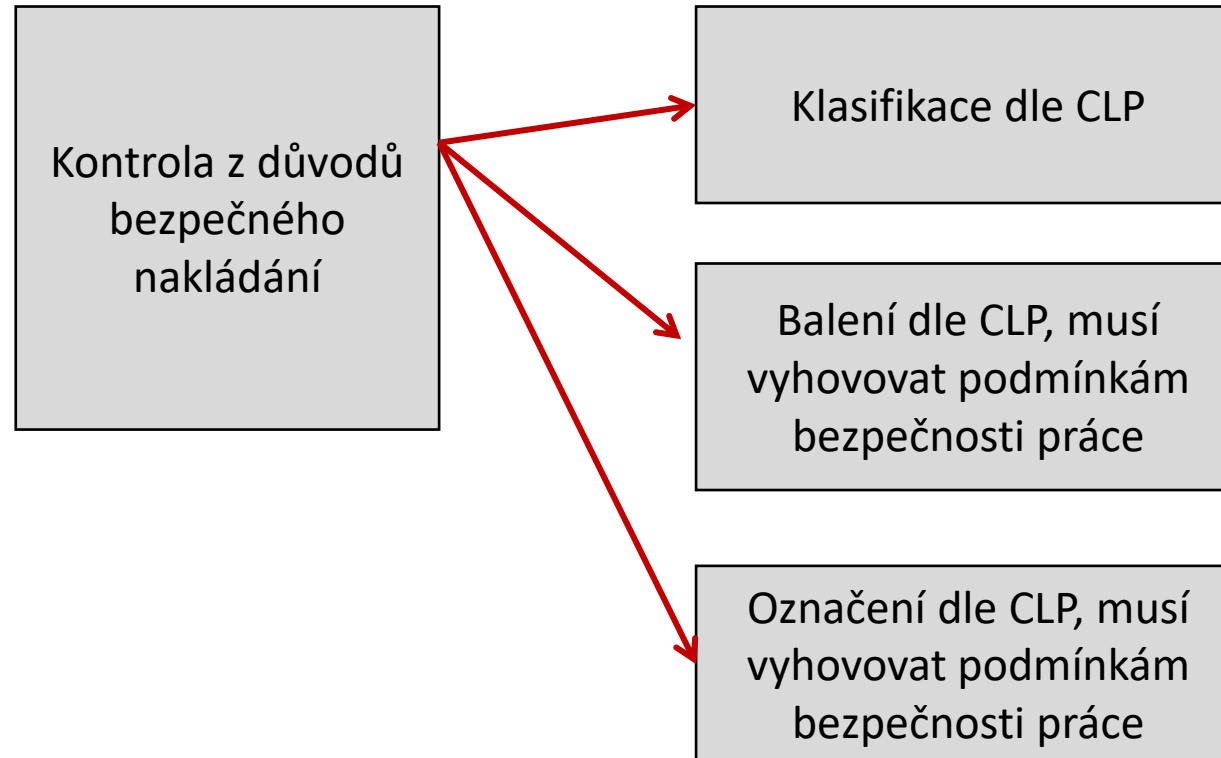 Kontrola z důvodů
bezpečného
nakládání
Klasifikace dle CLP
Balení dle CLP, musí
vyhovovat podmínkám
bezpečnosti práce
Označení dle CLP, musí
vyhovovat podmínkám
bezpečnosti práce